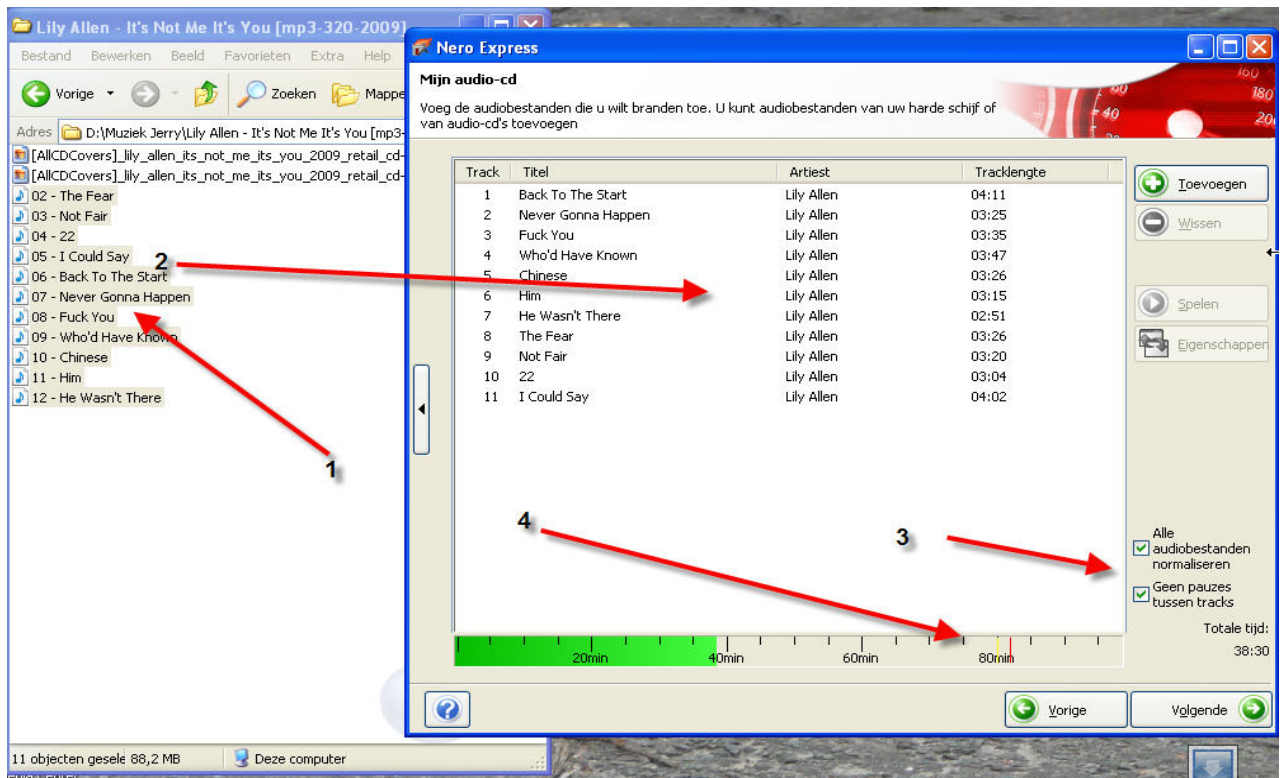 Lily Allen - It's Not Me It's You [mp3-320-2009]
Bestand Bewerken Beeld Favorieten Extra Help
Vorige Zoeken Mappe
Adres D:\Muziek Jerry\Lily Allen - It's Not Me It's You [mp3-
[AllCDCovers]_lily_allen_its_not_me_its_you_2009_retail_cd-
[AllCDCovers]_lily_allen_its_not_me_its_you_2009_retail_cd-
02 - The Fear
03 - Not Fair
04 - 22
05 - I Could Say
06 - Back To The Start
07 - Never Gonna Happen
08 - Fuck You
09 - Who'd Have Known
10 - Chinese
11 - Him
12 - He Wasn't There
2
1
11 objecten gesele 88,2 MB Deze computer
Nero Express
Mijn audio-cd
Voeg de audiobestanden die u wilt branden toe. U kunt audiobestanden van uw harde schijf of
van audio-cd's toevoegen
160
180
200
60
40
20
Track Titel Artiest Tracklengte
1 Back To The Start Lily Allen 04:11
2 Never Gonna Happen Lily Allen 03:25
3 Fuck You Lily Allen 03:35
4 Who'd Have Known Lily Allen 03:47
5 Chinese Lily Allen 03:26
6 Him Lily Allen 03:15
7 He Wasn't There Lily Allen 02:51
8 The Fear Lily Allen 03:26
9 Not Fair Lily Allen 03:20
10 22 Lily Allen 03:04
11 I Could Say Lily Allen 04:02
Toevoegen
Wissen
Spelen
Eigenschappen
4
3
Alle
audiobestanden
normaliseren
Geen pauzes
tussen tracks
Totale tijd:
38:30
20min 40min 60min 80min
Vorige Volgende